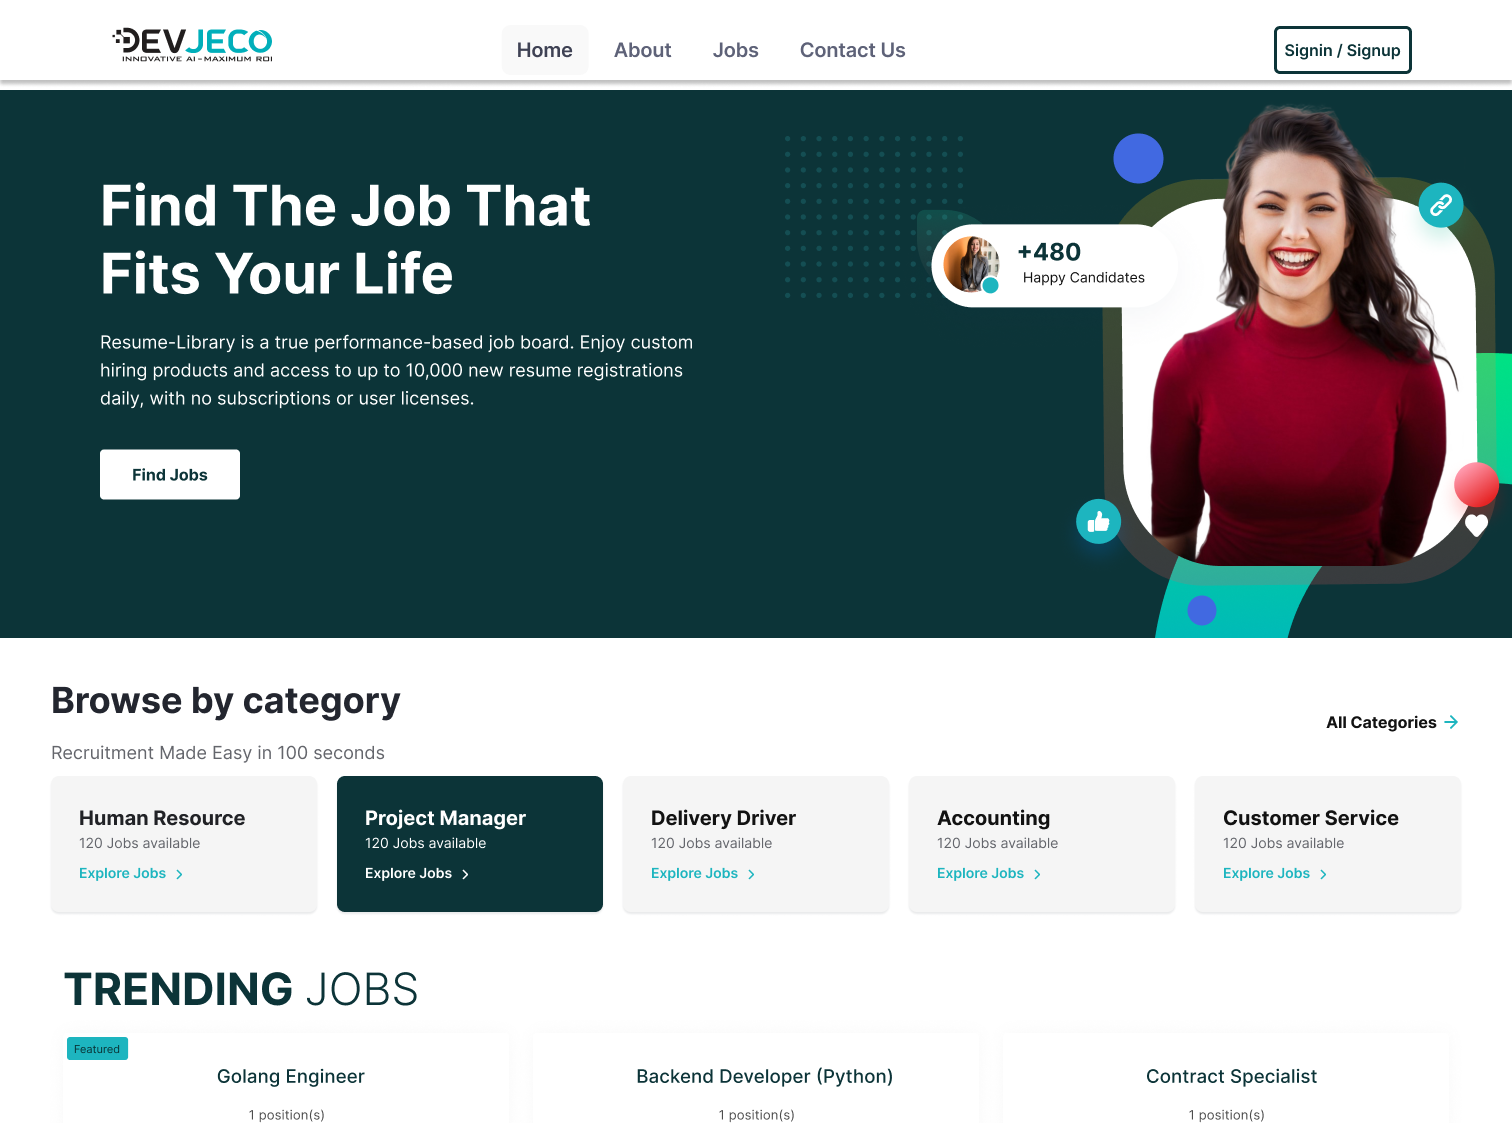 DEVJECO
INNOVATIVE AI-MAXIMUM ROI
Home
About
Jobs
Contact Us
Signin / Signup
Find The Job That
Fits Your Life
Resume-Library is a true performance-based job board. Enjoy custom
hiring products and access to up to 10,000 new resume registrations
daily, with no subscriptions or user licenses.
Find Jobs
+480
Happy Candidates
Browse by category
Recruitment Made Easy in 100 seconds
All Categories
Human Resource
120 Jobs available
Explore Jobs
Project Manager
120 Jobs available
Explore Jobs
Delivery Driver
120 Jobs available
Explore Jobs
Accounting
120 Jobs available
Explore Jobs
Customer Service
120 Jobs available
Explore Jobs
TRENDING JOBS
Featured
Golang Engineer
1 position(s)
Backend Developer (Python)
1 position(s)
Contract Specialist
1 position(s)